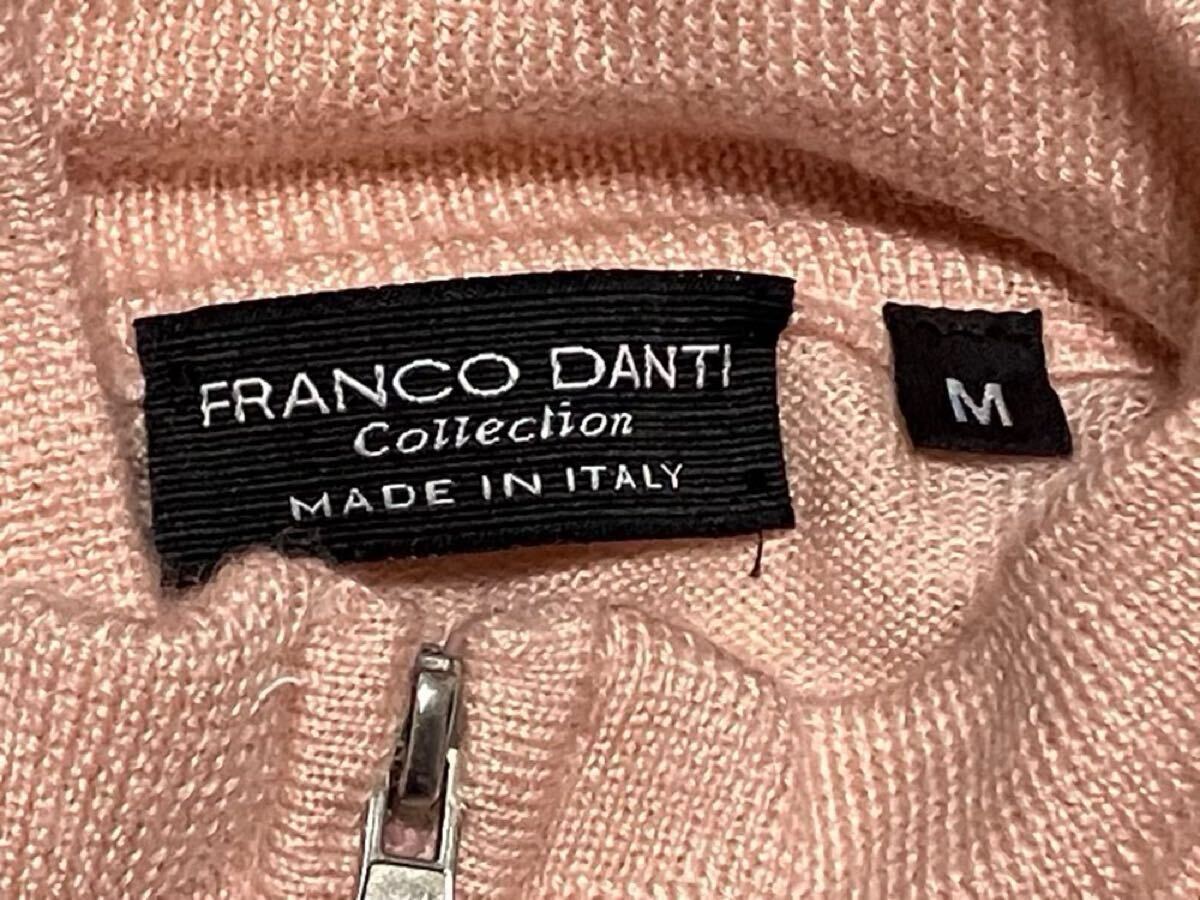 FRANCO DANTI
Collection
MADE IN ITALY
M